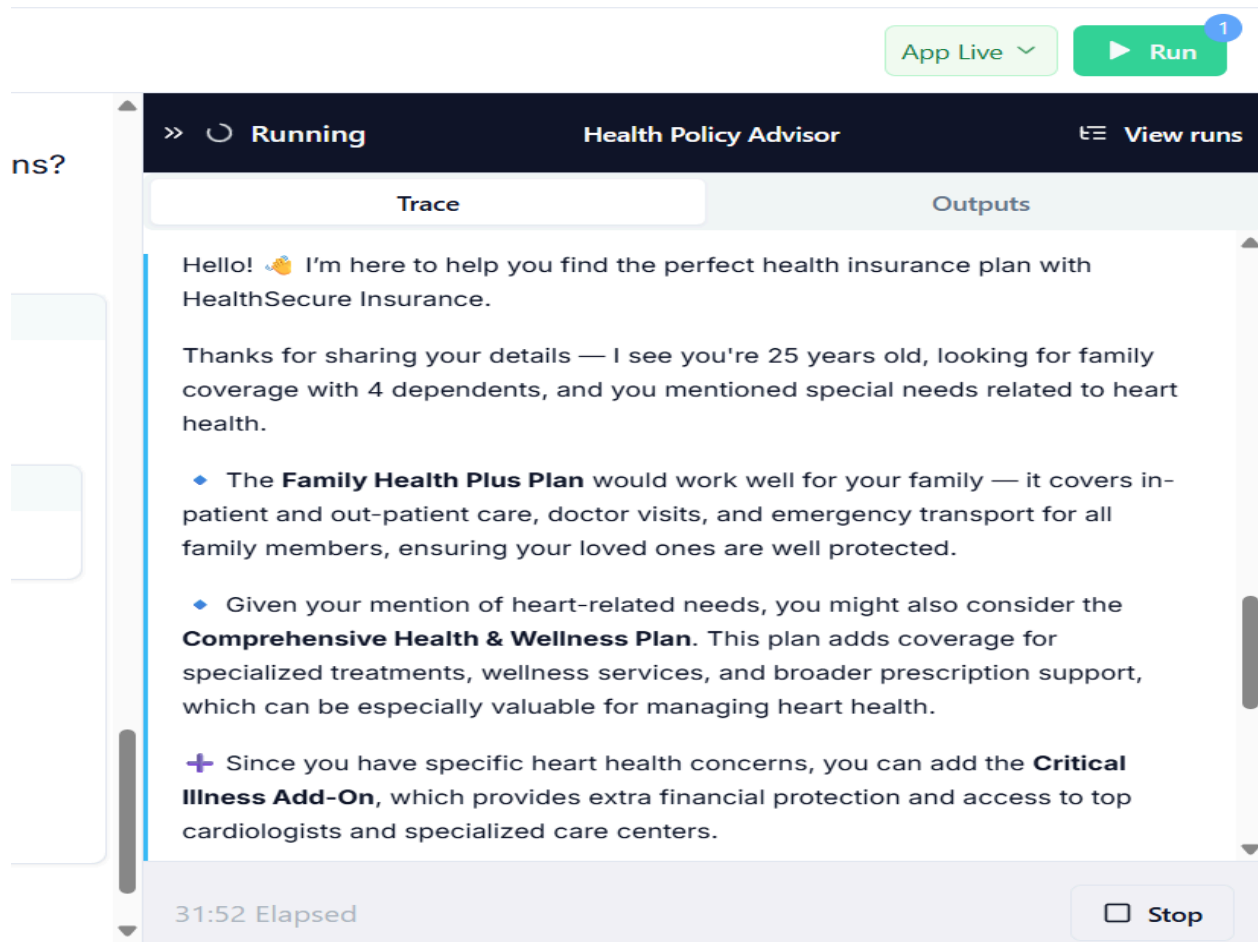 App Live
1
Run
ns?
Running
Health Policy Advisor
View runs
Trace
Outputs
Hello! 👋 I'm here to help you find the perfect health insurance plan with
HealthSecure Insurance.
Thanks for sharing your details — I see you're 25 years old, looking for family
coverage with 4 dependents, and you mentioned special needs related to heart
health.
🔹 The Family Health Plus Plan would work well for your family — it covers in-
patient and out-patient care, doctor visits, and emergency transport for all
family members, ensuring your loved ones are well protected.
🔹 Given your mention of heart-related needs, you might also consider the
Comprehensive Health & Wellness Plan. This plan adds coverage for
specialized treatments, wellness services, and broader prescription support,
which can be especially valuable for managing heart health.
➕ Since you have specific heart health concerns, you can add the Critical
Illness Add-On, which provides extra financial protection and access to top
cardiologists and specialized care centers.
31:52 Elapsed
Stop